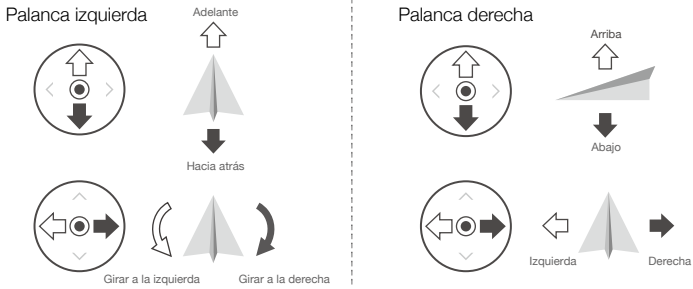 Palanca izquierda
Adelante
Hacia atrás
Girar a la izquierda
Girar a la derecha
Palanca derecha
Arriba
Abajo
Izquierda
Derecha